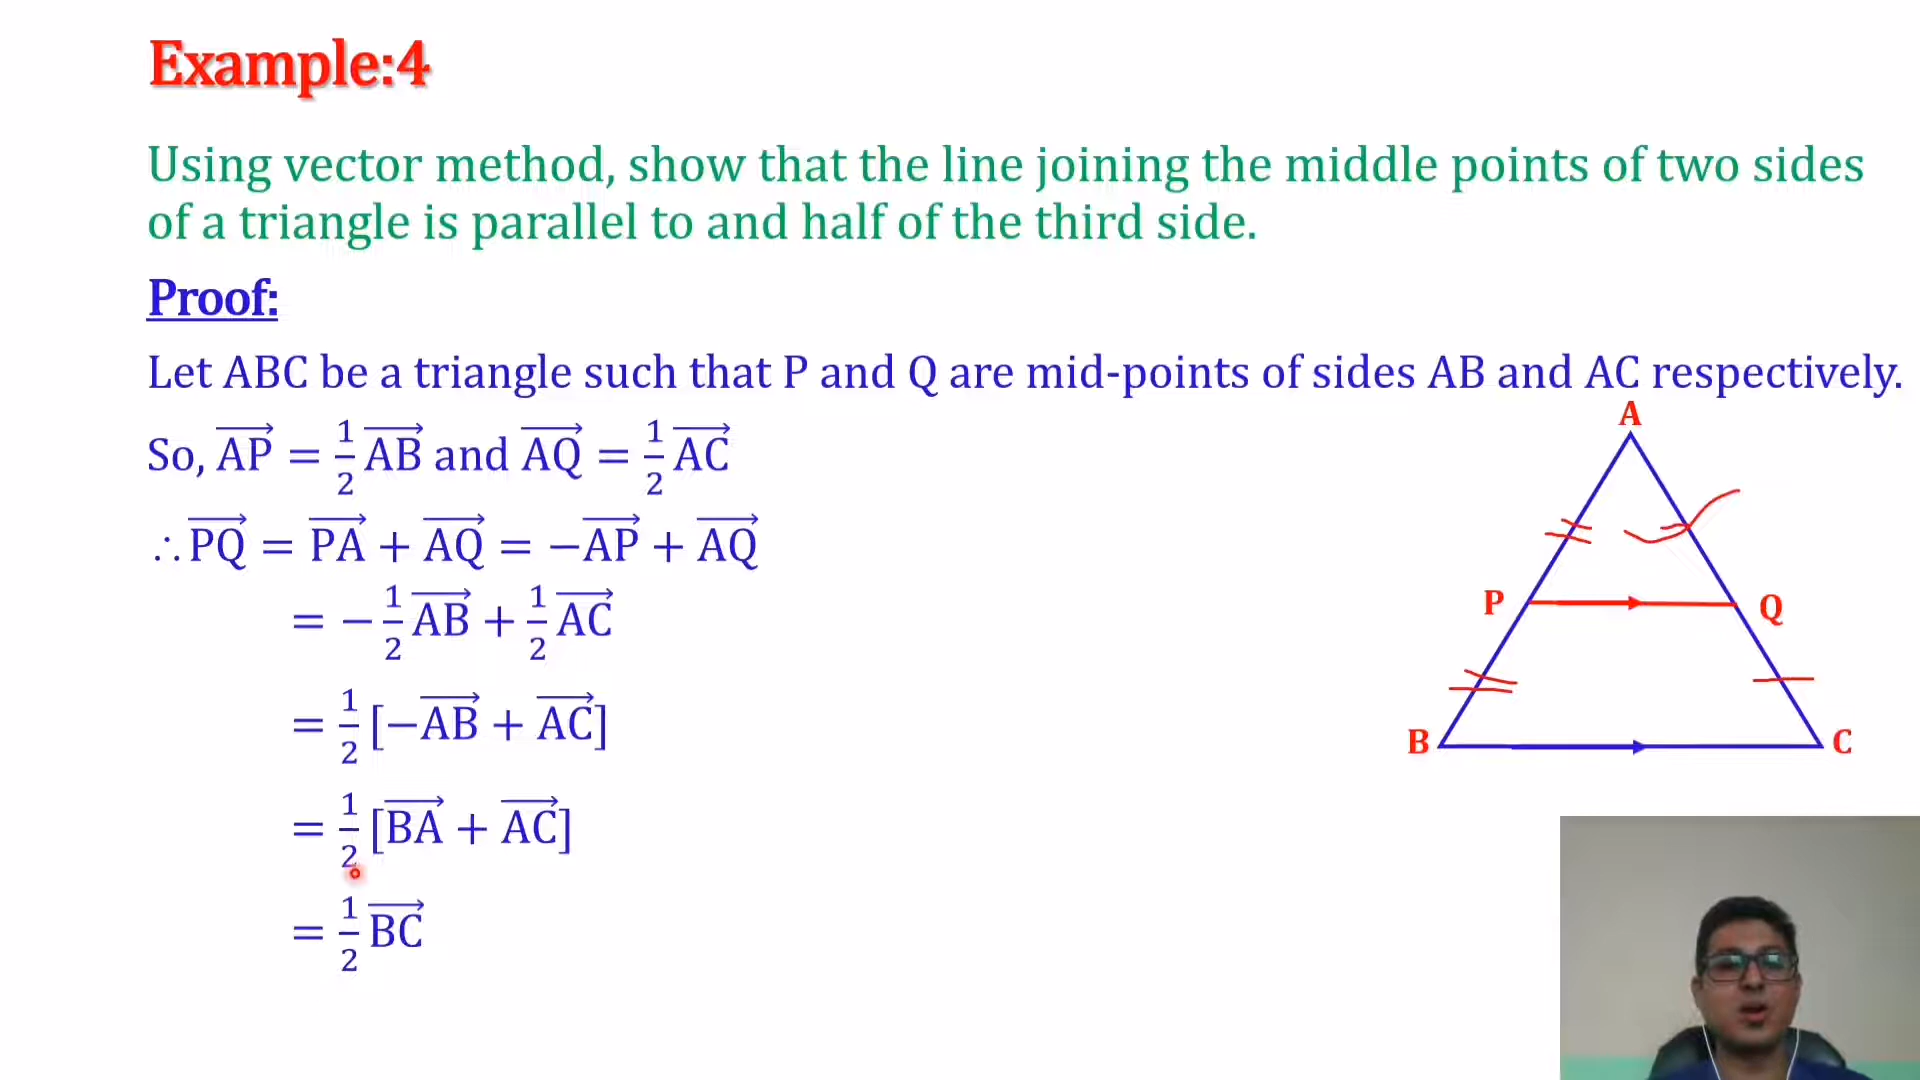 Example:4
Using vector method, show that the line joining the middle points of two sides
of a triangle is parallel to and half of the third side.
Proof:
Let ABC be a triangle such that P and Q are mid-points of sides AB and AC respectively.
So, $\overrightarrow{AP} = \frac{1}{2}\overrightarrow{AB}$ and $\overrightarrow{AQ} = \frac{1}{2}\overrightarrow{AC}$
$\therefore \overrightarrow{PQ} = \overrightarrow{PA} + \overrightarrow{AQ} = -\overrightarrow{AP} + \overrightarrow{AQ}$
$= -\frac{1}{2}\overrightarrow{AB} + \frac{1}{2}\overrightarrow{AC}$
$= \frac{1}{2}[-\overrightarrow{AB} + \overrightarrow{AC}]$
$= \frac{1}{2}[\overrightarrow{BA} + \overrightarrow{AC}]$
$= \frac{1}{2}\overrightarrow{BC}$
A
P
Q
B
C